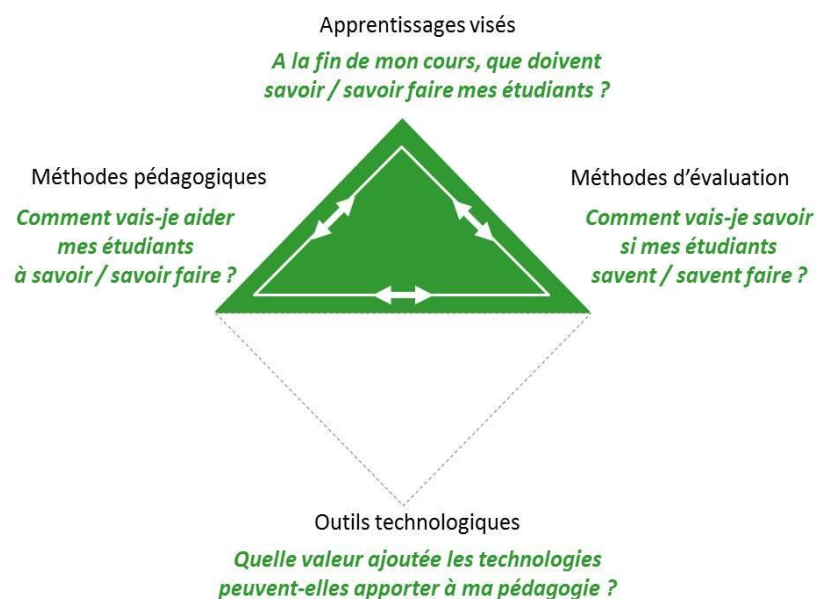 Apprentissages visés
A la fin de mon cours, que doivent
savoir / savoir faire mes étudiants ?
Méthodes pédagogiques
Comment vais-je aider
mes étudiants
à savoir / savoir faire ?
Méthodes d'évaluation
Comment vais-je savoir
si mes étudiants
savent / savent faire ?
Outils technologiques
Quelle valeur ajoutée les technologies
peuvent-elles apporter à ma pédagogie ?